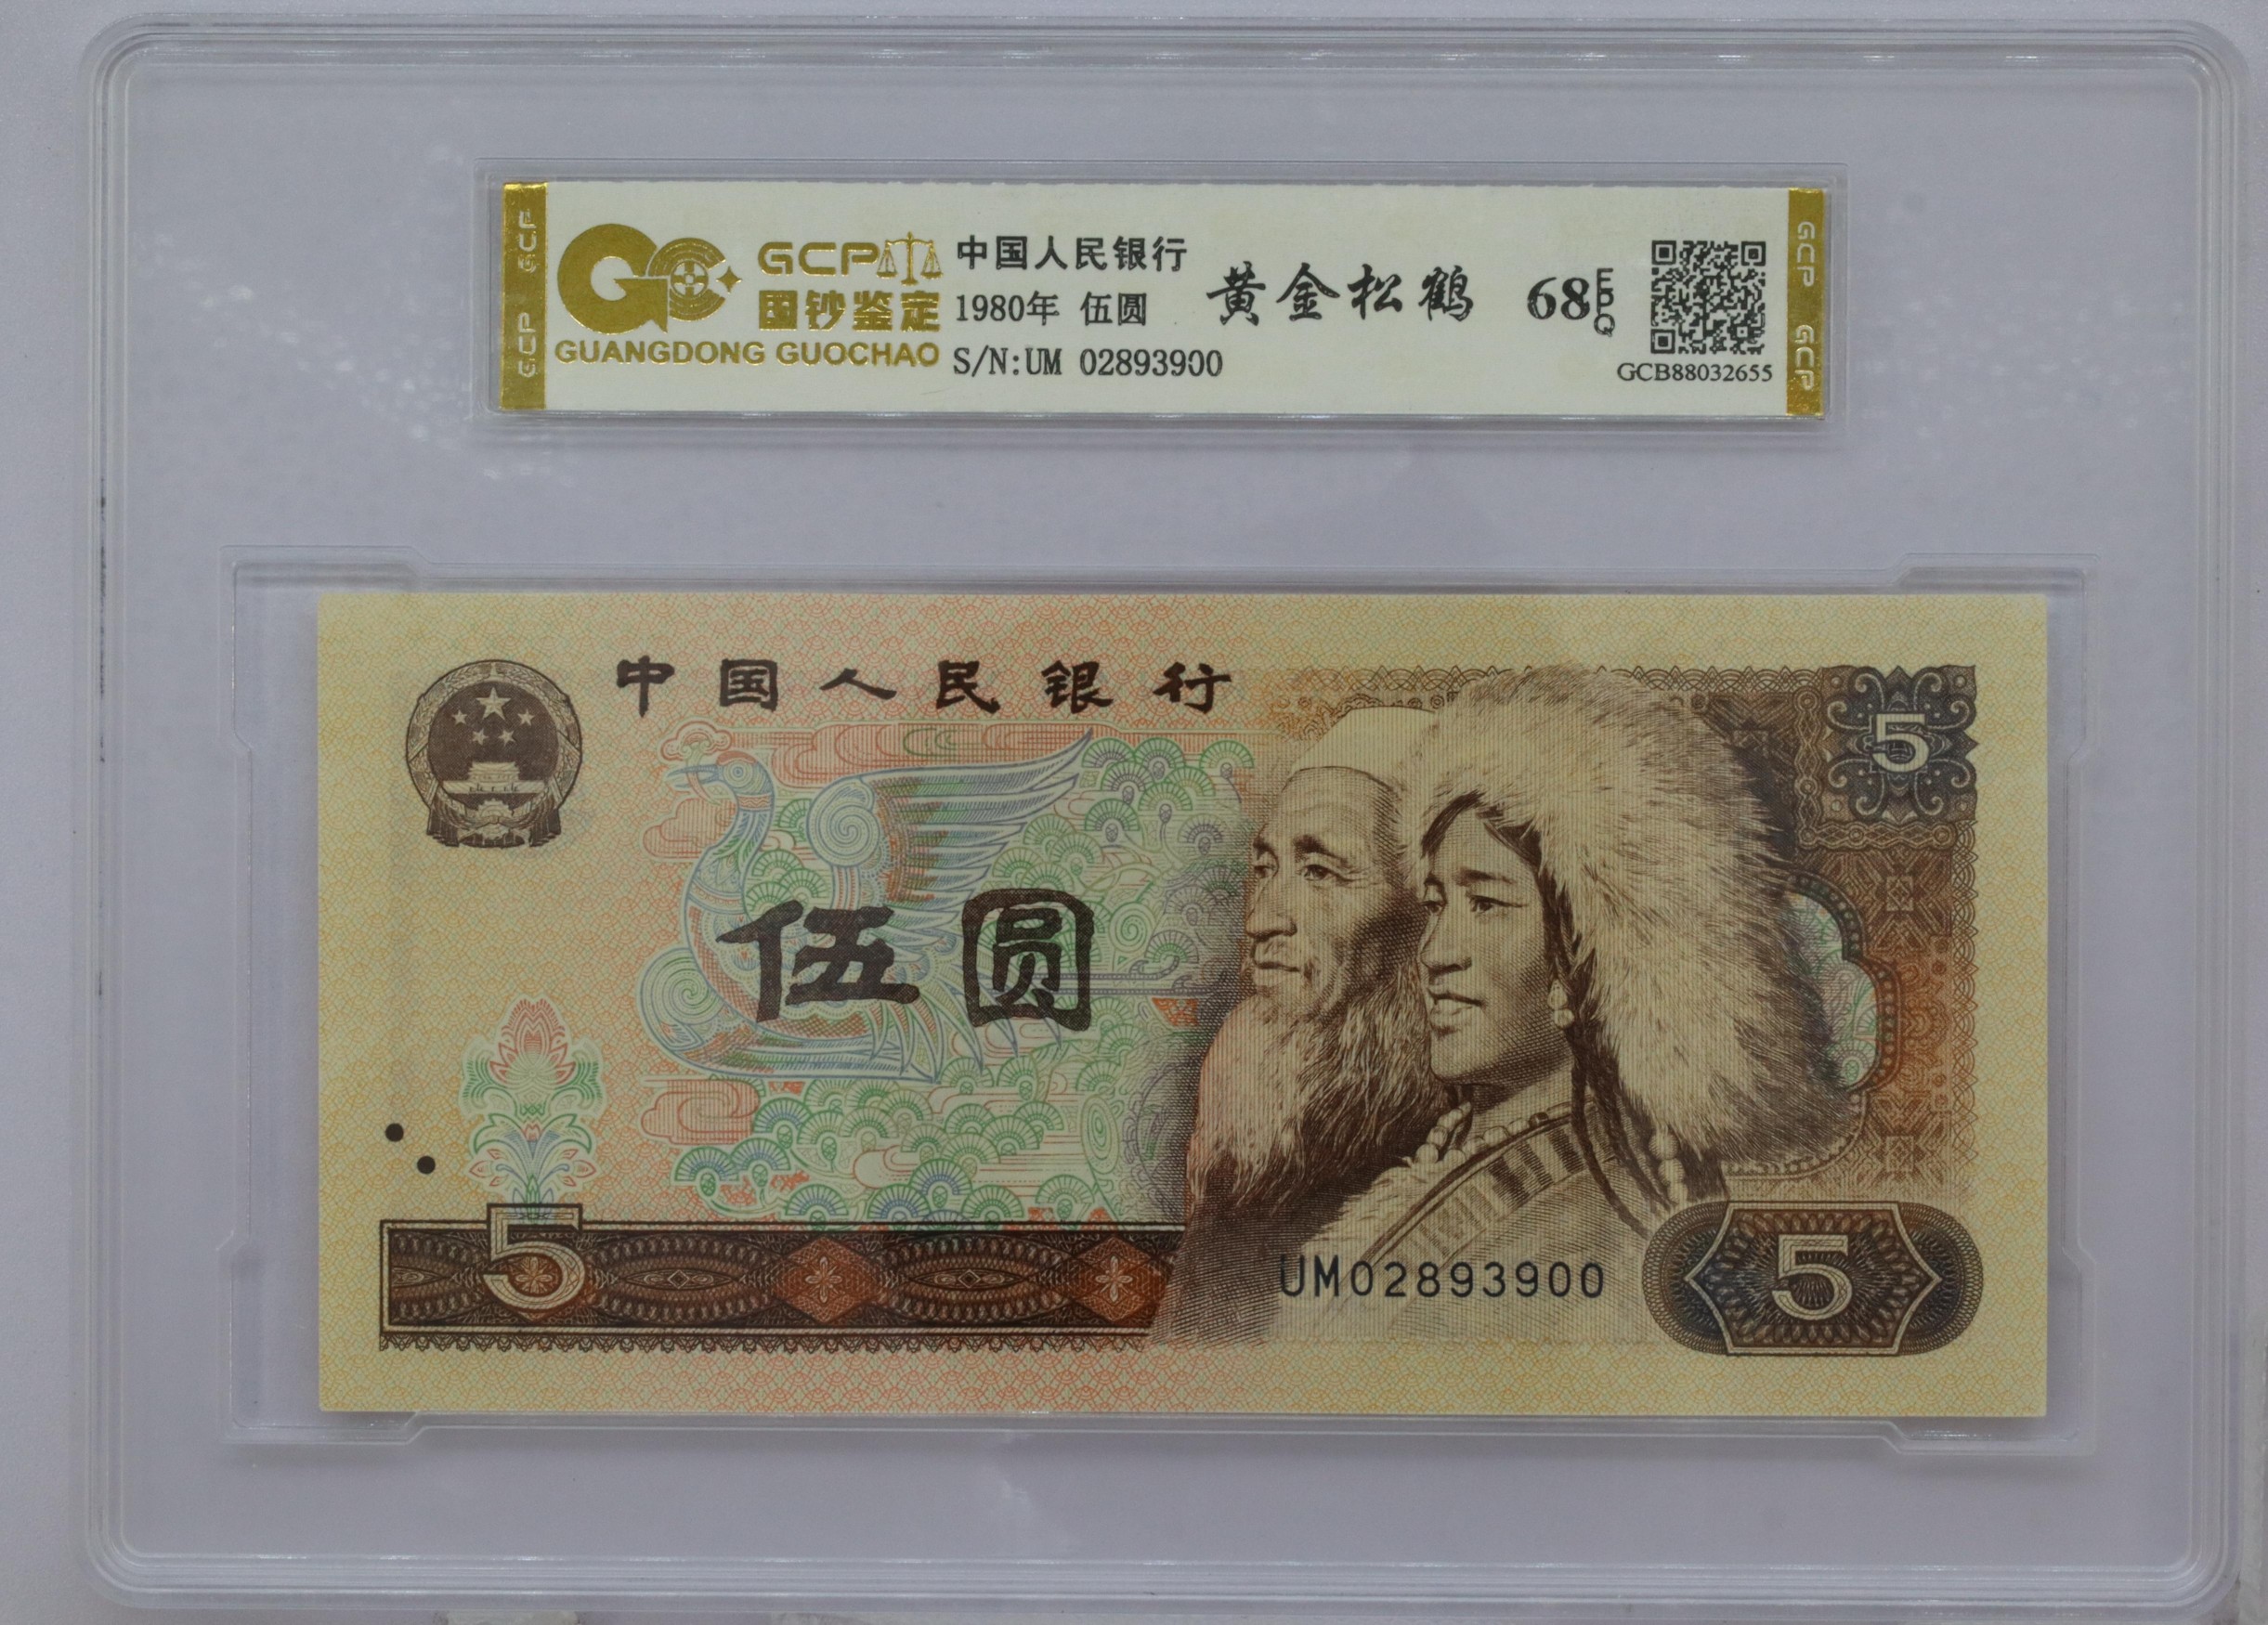 GCP GCP
GCP
国钞鉴定
GUANGDONG GUOCHAO
中国人民银行
1980年 伍圆
S/N:UM 02893900
黄金松鹤
68
EPQ
GCB88032655
GCP GCP
中国人民银行
5
伍圆
5
UM02893900
5